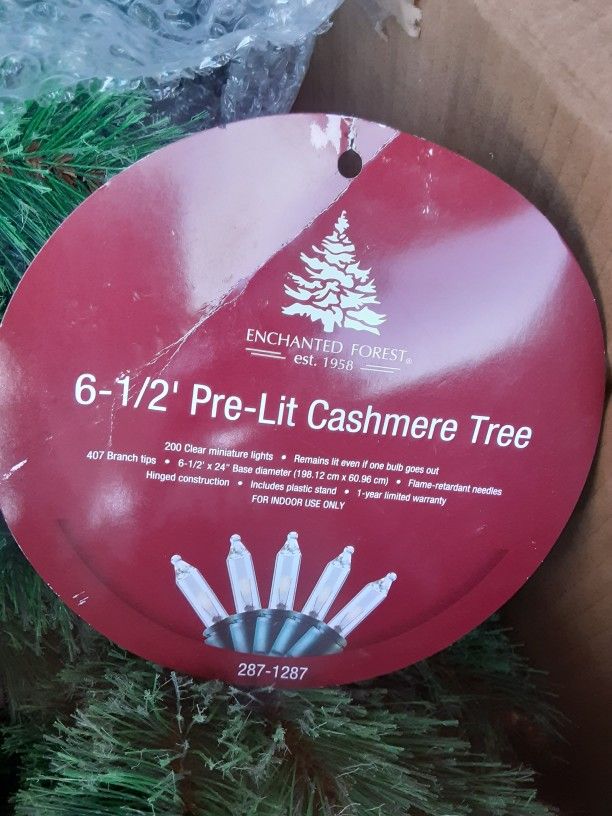 ENCHANTED FOREST®
est. 1958
6-1/2' Pre-Lit Cashmere Tree
200 Clear miniature lights • Remains lit even if one bulb goes out
407 Branch tips • 6-1/2' x 24" Base diameter (198.12 cm x 60.96 cm) • Flame-retardant needles
Hinged construction • Includes plastic stand • 1-year limited warranty
FOR INDOOR USE ONLY
287-1287